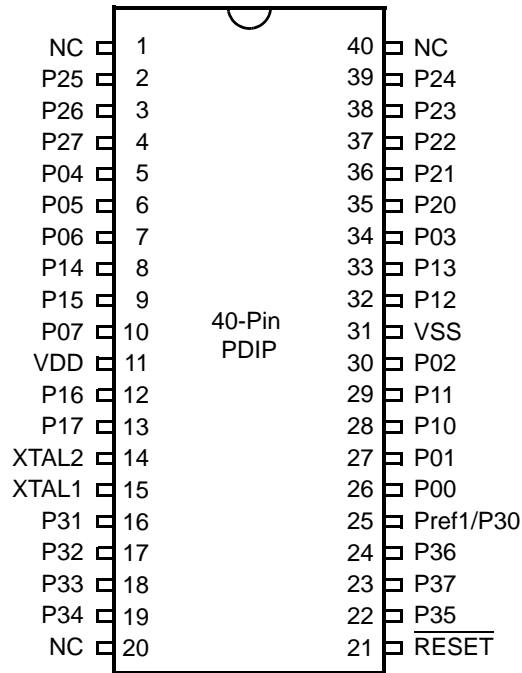 NC 1 40 NC
P25 2 39 P24
P26 3 38 P23
P27 4 37 P22
P04 5 36 P21
P05 6 35 P20
P06 7 34 P03
P14 8 33 P13
P15 9 32 P12
P07 10 31 VSS
VDD 11 30 P02
P16 12 29 P11
P17 13 28 P10
XTAL2 14 27 P01
XTAL1 15 26 P00
P31 16 25 Pref1/P30
P32 17 24 P36
P33 18 23 P37
P34 19 22 P35
NC 20 21 RESET
40-Pin
PDIP